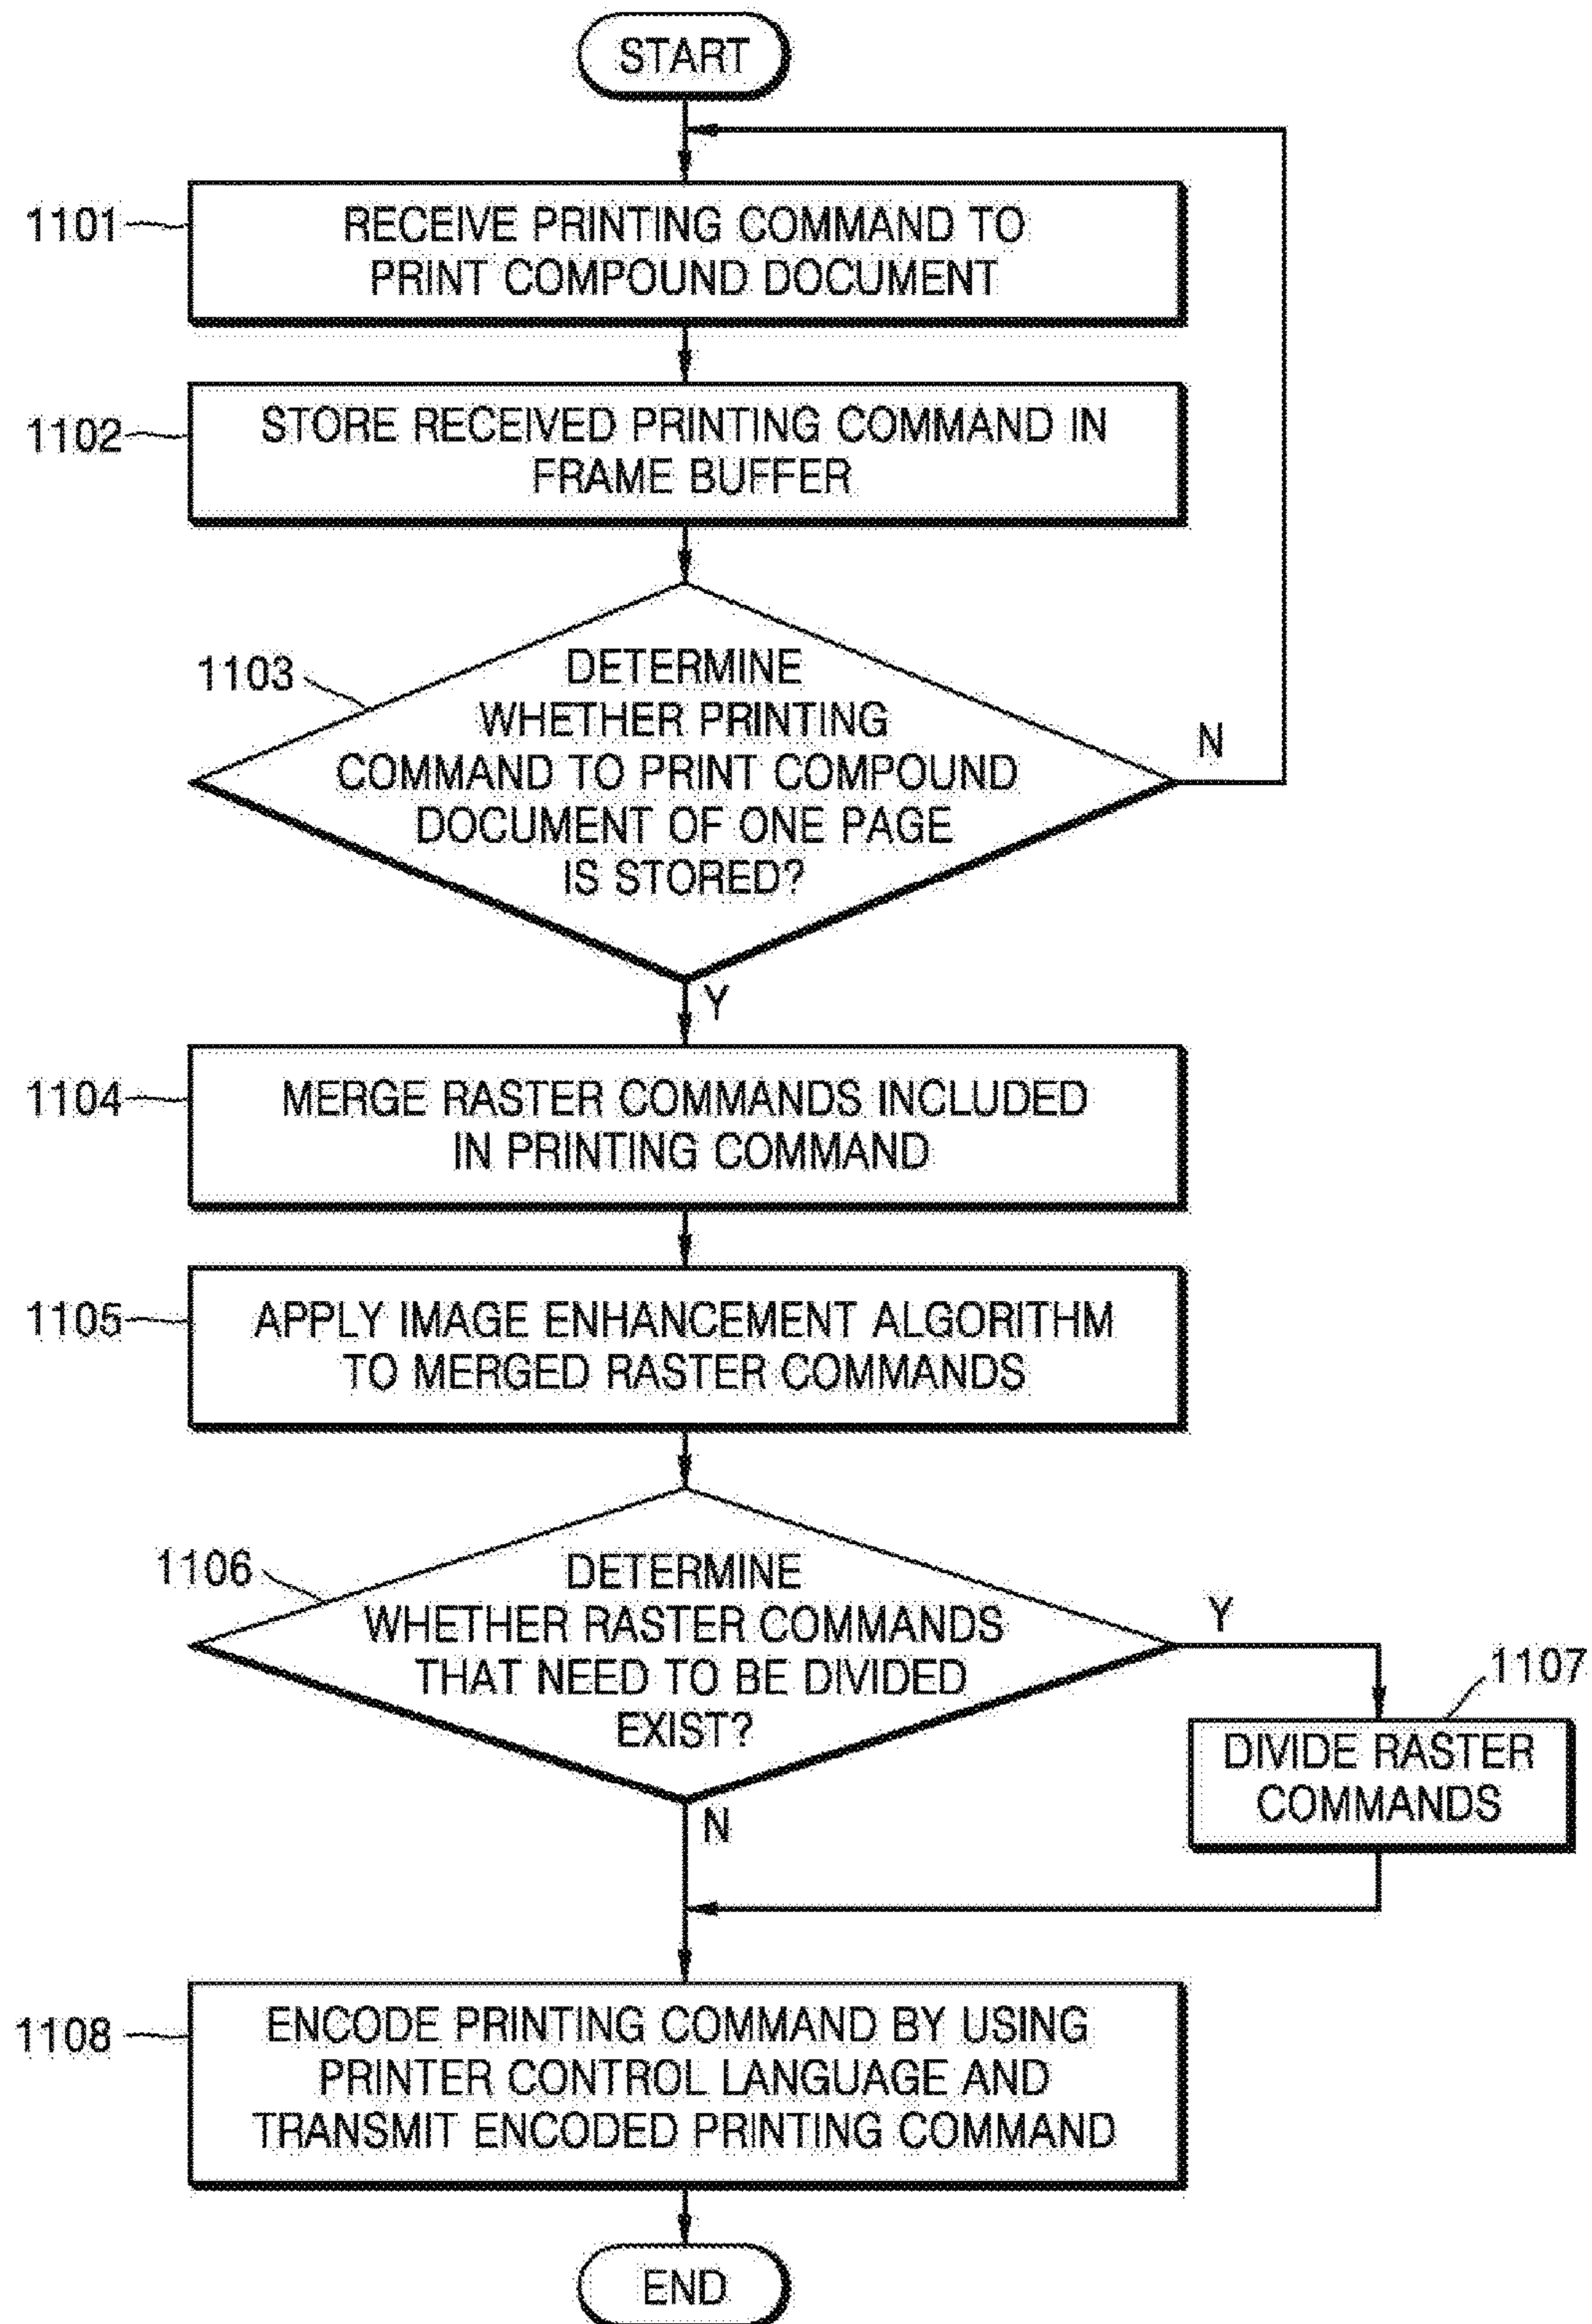 START
1101
RECEIVE PRINTING COMMAND TO
PRINT COMPOUND DOCUMENT
1102
STORE RECEIVED PRINTING COMMAND IN
FRAME BUFFER
1103
DETERMINE
WHETHER PRINTING
COMMAND TO PRINT COMPOUND
DOCUMENT OF ONE PAGE
IS STORED?
N
Y
1104
MERGE RASTER COMMANDS INCLUDED
IN PRINTING COMMAND
1105
APPLY IMAGE ENHANCEMENT ALGORITHM
TO MERGED RASTER COMMANDS
1106
DETERMINE
WHETHER RASTER COMMANDS
THAT NEED TO BE DIVIDED
EXIST?
Y
1107
DIVIDE RASTER
COMMANDS
N
1108
ENCODE PRINTING COMMAND BY USING
PRINTER CONTROL LANGUAGE AND
TRANSMIT ENCODED PRINTING COMMAND
END